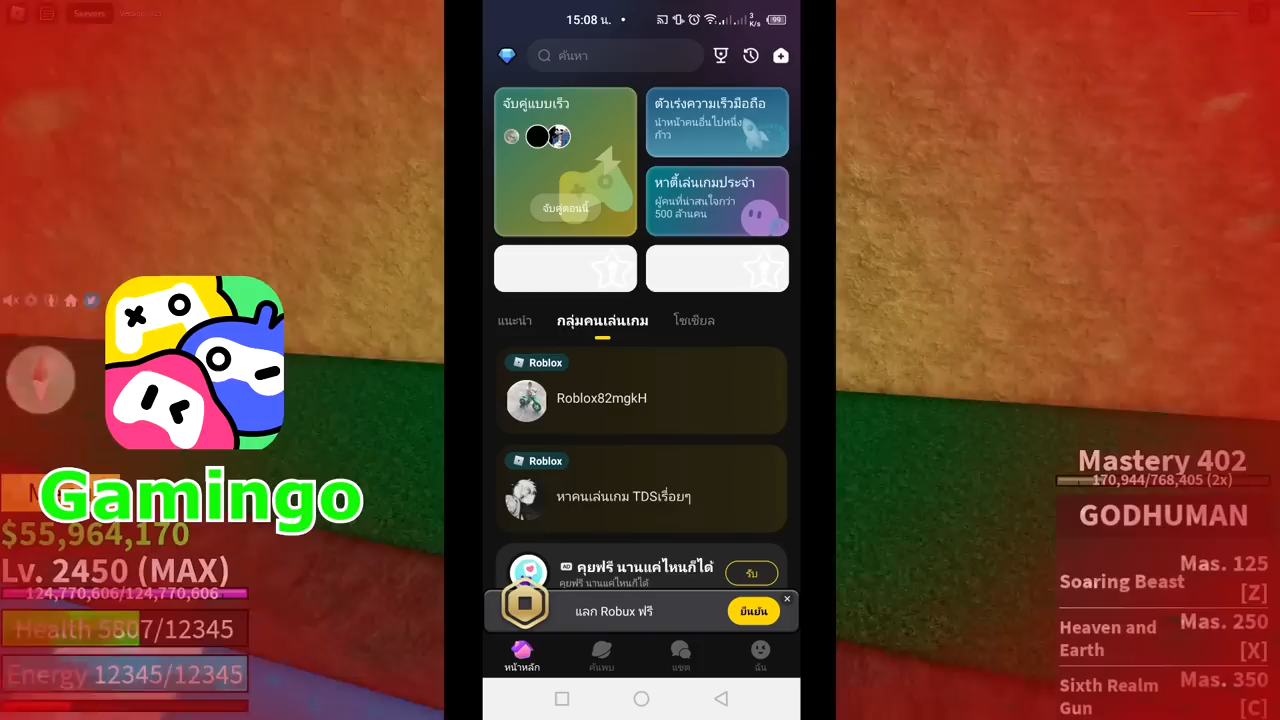 5servers
15:08 น.
3
K/s
99
ค้นหา
จับคู่แบบเร็ว
จับคู่ตอนนี้
ตัวเร่งความเร็วมือถือ
นำหน้าคนอื่นไปหนึ่ง
ก้าว
หาตี้เล่นเกมประจำ
ผู้คนที่น่าสนใจกว่า
500 ล้านคน
แนะนำ
กลุ่มคนเล่นเกม
โซเชียล
Roblox
Roblox82mgkH
Roblox
หาคนเล่นเกม TDSเรื่อยๆ
AD คุยฟรี นานแค่ไหนก็ได้
คุยฟรี นานแค่ไหนก็ได้
รับ
แลก Robux ฟรี
ยืนยัน
หน้าหลัก
ค้นพบ
แชต
ฉัน
Gamingo
$55,964,170
Lv. 2450 (MAX)
124,770,606/124,770,606
Health 5807/12345
Energy 12345/12345
Mastery 402
170,944/768,405 (2x)
GODHUMAN
Mas. 125
Soaring Beast
[Z]
Mas. 250
Heaven and
Earth
[X]
Mas. 350
Sixth Realm
Gun
[C]